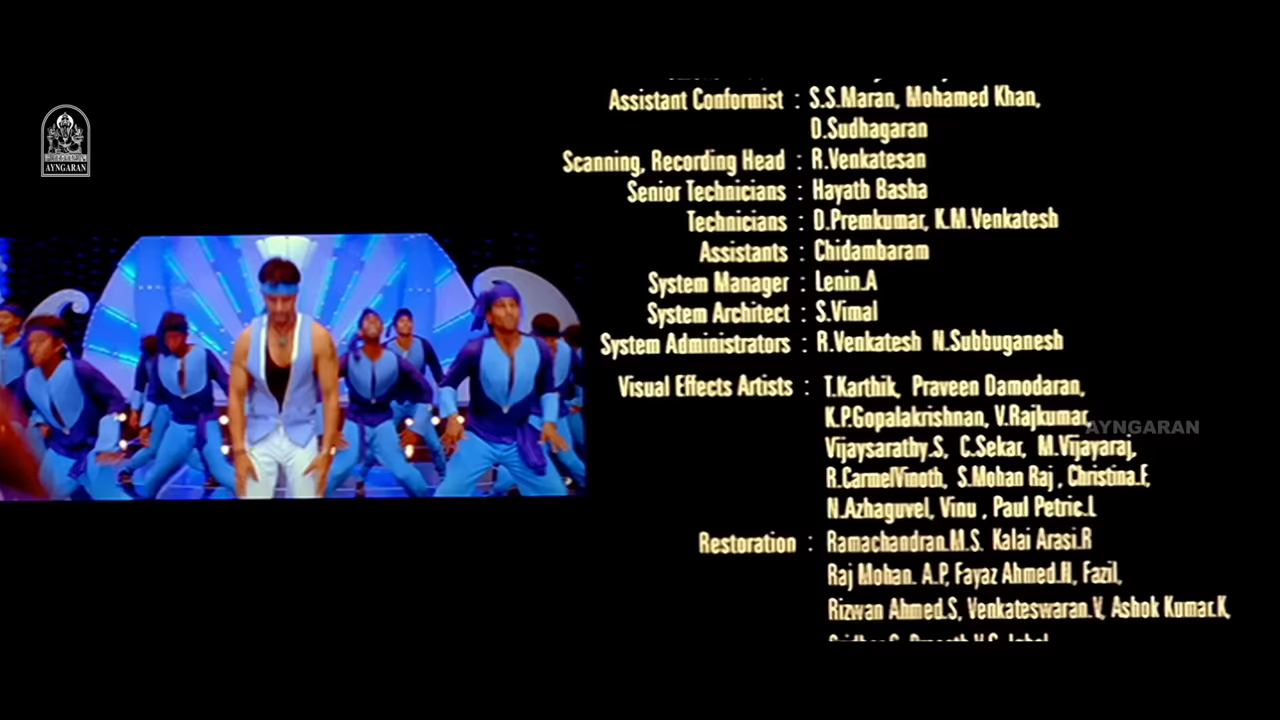 AYNGARAN
Assistant Conformist : S.S.Maran, Mohamed Khan,
D.Sudhagaran
Scanning, Recording Head : R.Venkatesan
Senior Technicians : Hayath Basha
Technicians : D.Premkumar, K.M.Venkatesh
Assistants : Chidambaram
System Manager : Lenin.A
System Architect : S.Vimal
System Administrators : R.Venkatesh N.Subbuganesh
Visual Effects Artists : T.Karthik, Praveen Damodaran,
K.P.Gopalakrishnan, V.Rajkumar,
AYNGARAN
Vijaysarathy.S, C.Sekar, M.Vijayaraj,
R.CarmelVinoth, S.Mohan Raj , Christina.F,
N.Azhaguvel, Vinu , Paul Petric.L
Restoration : Ramachandran.M.S. Kalai Arasi.R
Raj Mohan. A.P, Fayaz Ahmed.N, Fazil,
Rizwan Ahmed.S, Venkateswaran.V, Ashok Kumar.K,